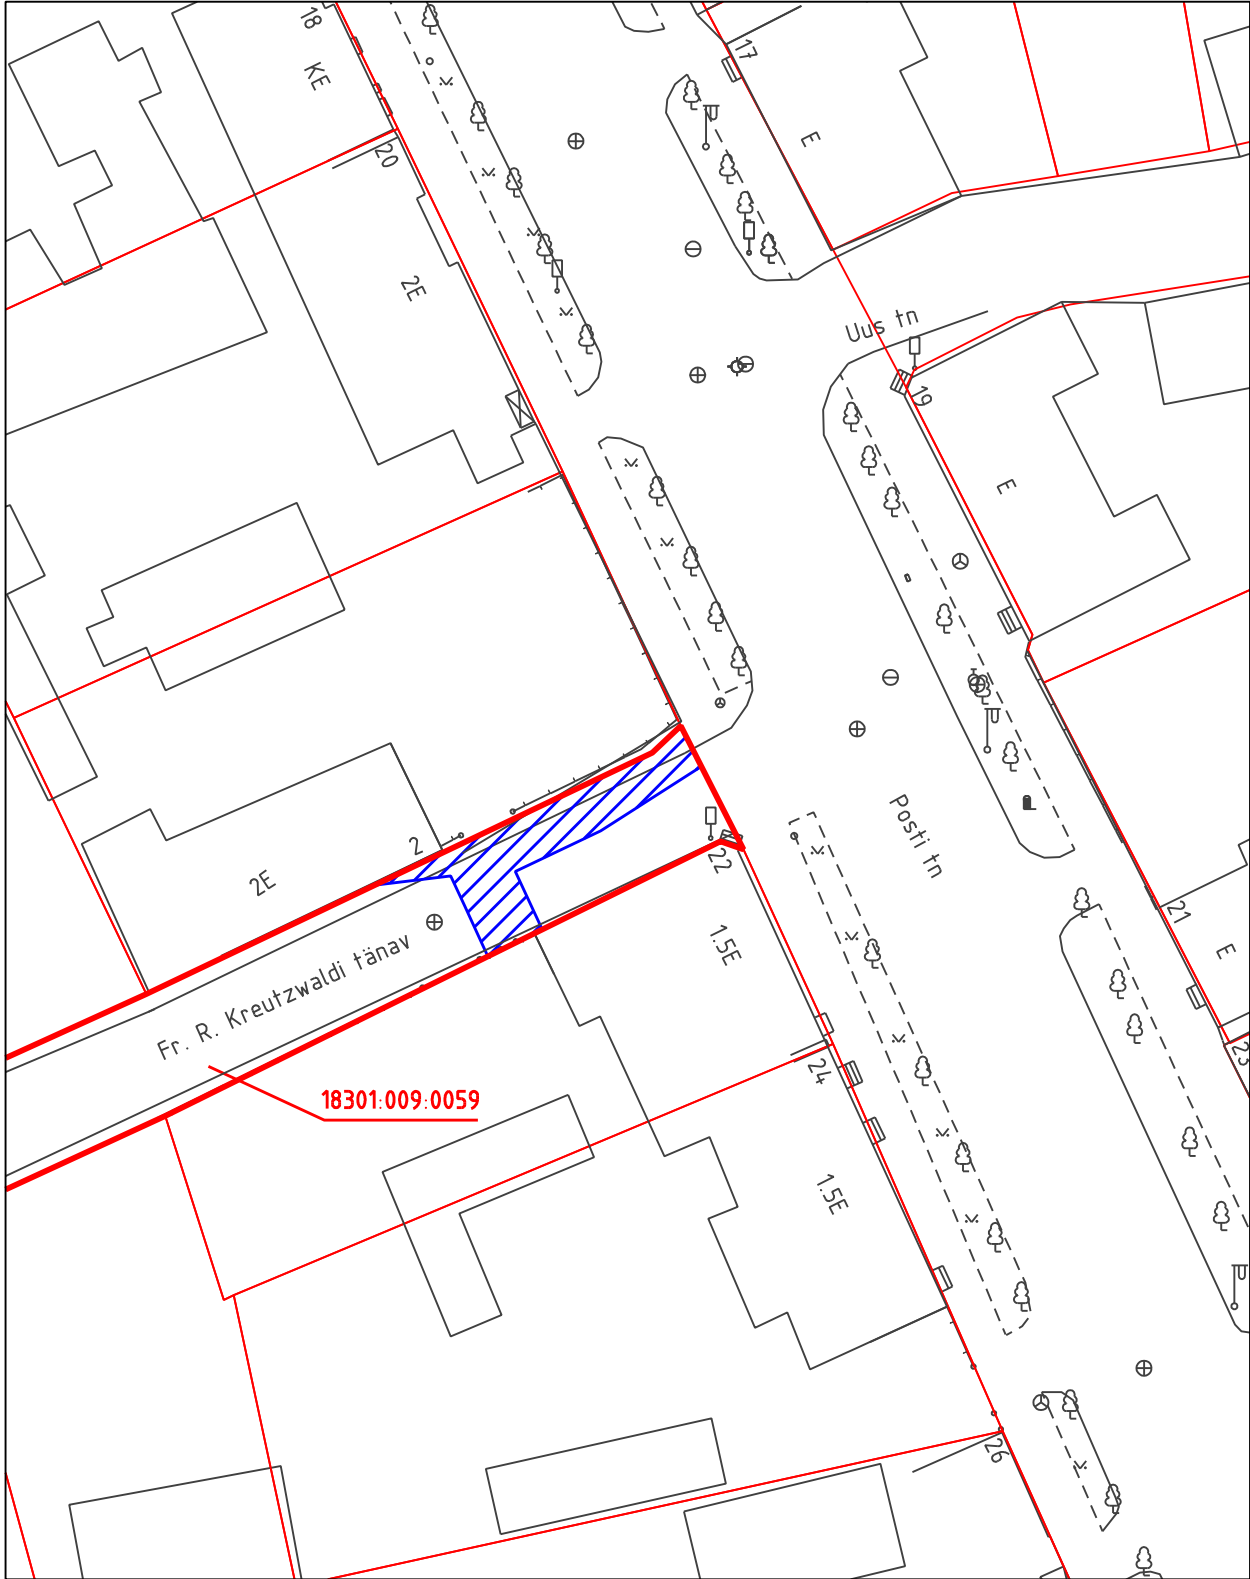 18
KE
17
E
20
2E
Uus tn
19
E
2
2E
Posti tn
22
1.5E
21
E
Fr. R. Kreutzwaldi tänav
23
24
18301:009:0059
1.5E
26